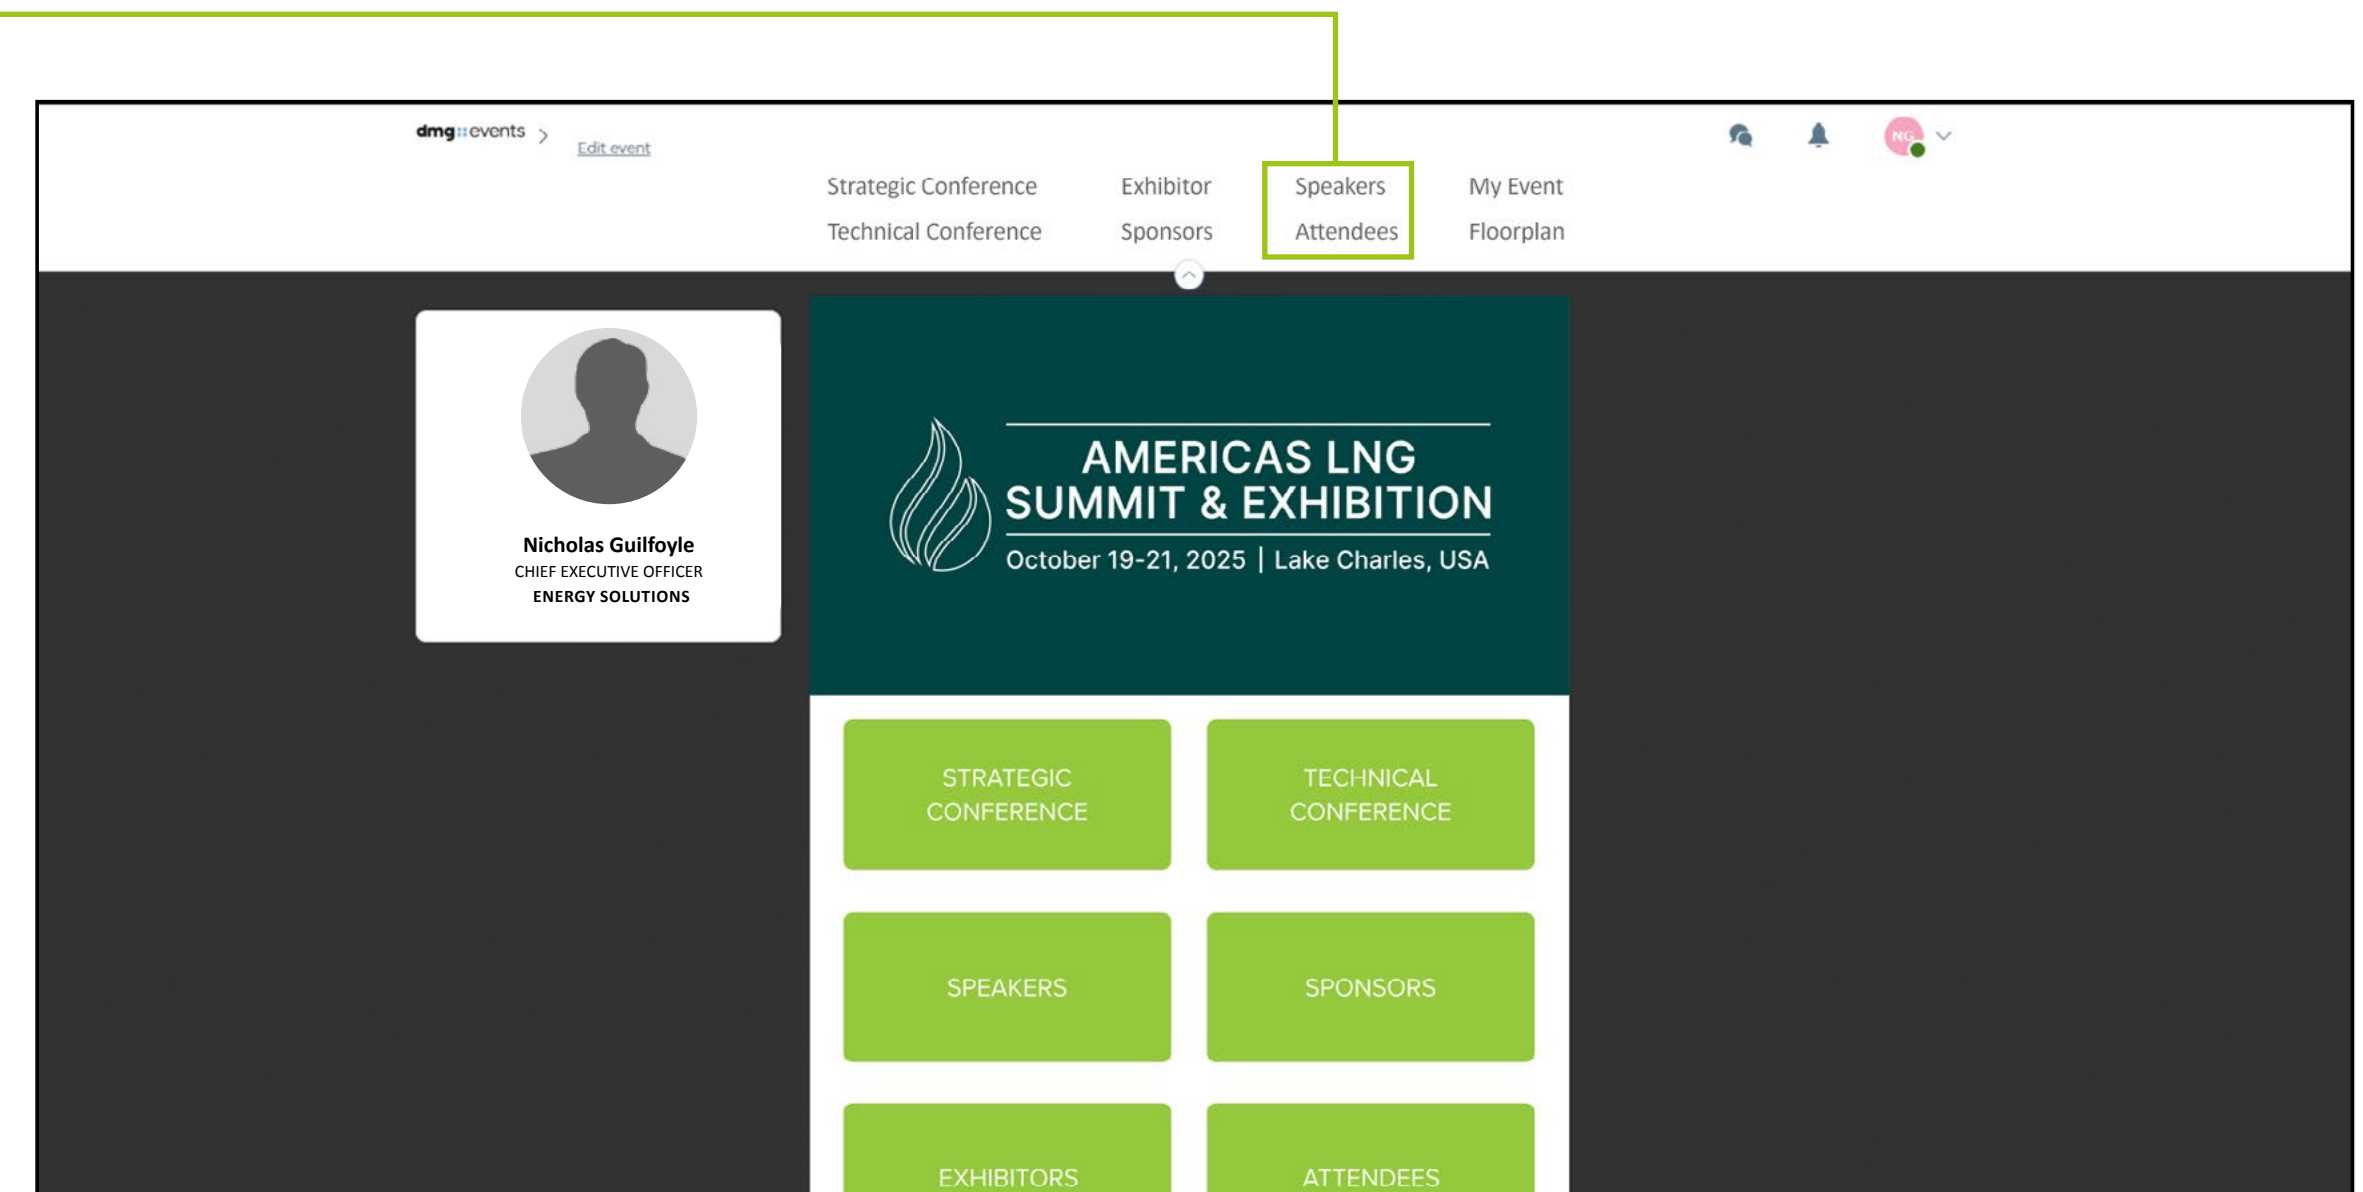 dmg::events >
Edit event
NG
Strategic Conference Exhibitor Speakers My Event
Technical Conference Sponsors Attendees Floorplan
Nicholas Guilfoyle
CHIEF EXECUTIVE OFFICER
ENERGY SOLUTIONS
AMERICAS LNG
SUMMIT & EXHIBITION
October 19-21, 2025 | Lake Charles, USA
STRATEGIC
CONFERENCE
TECHNICAL
CONFERENCE
SPEAKERS
SPONSORS
EXHIBITORS
ATTENDEES